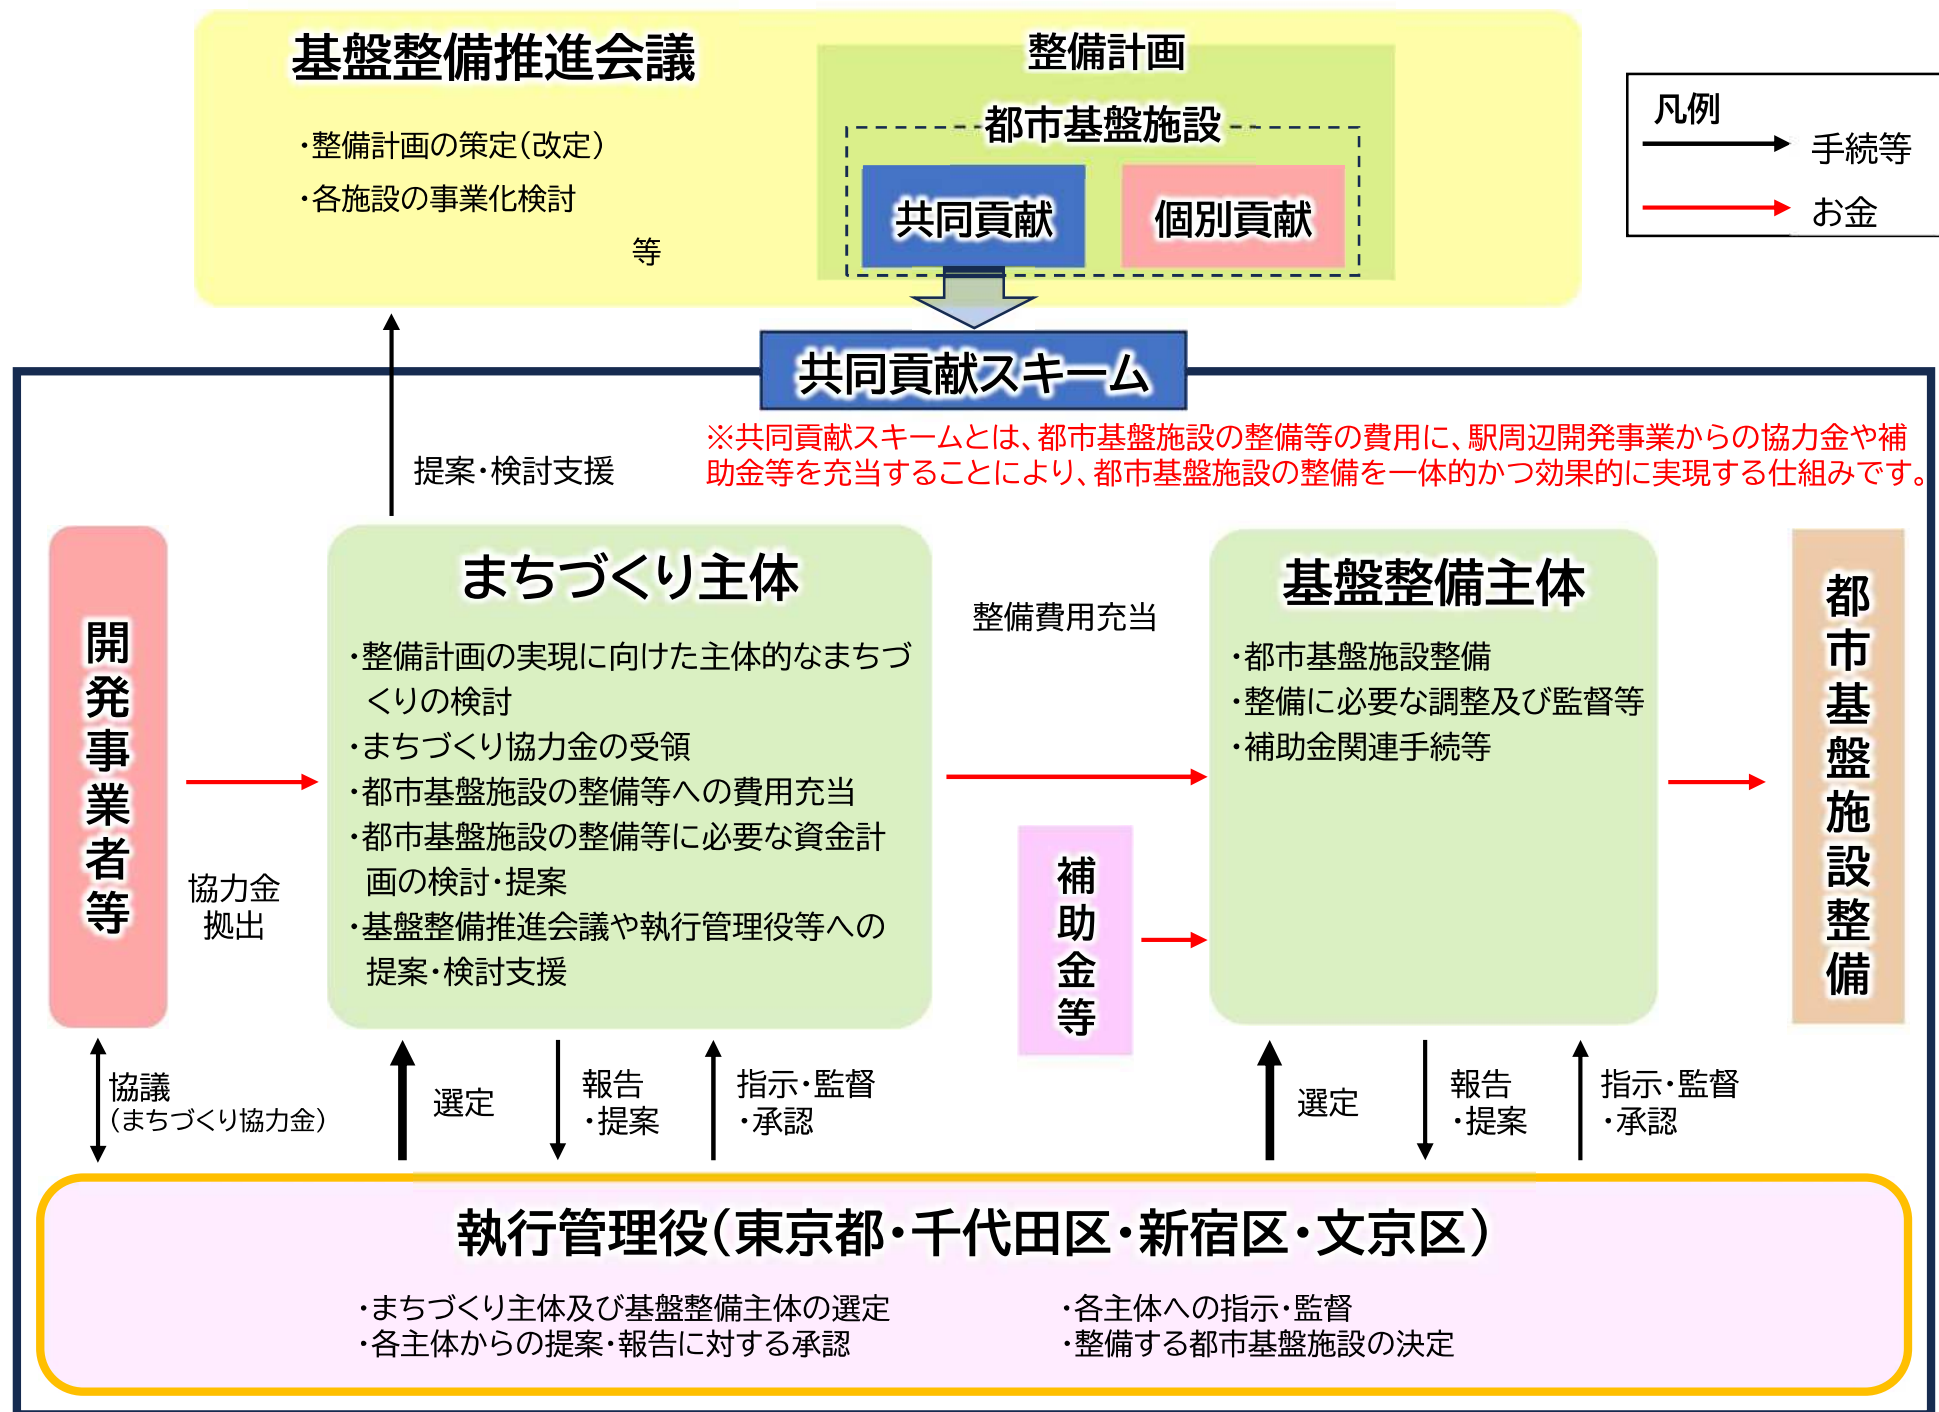 基盤整備推進会議
・整備計画の策定(改定)
・各施設の事業化検討
等
整備計画
都市基盤施設
共同貢献
個別貢献
凡例
手続等
お金
共同貢献スキーム
※共同貢献スキームとは、都市基盤施設の整備等の費用に、駅周辺開発事業からの協力金や補
助金等を充当することにより、都市基盤施設の整備を一体的かつ効果的に実現する仕組みです。
提案・検討支援
開発事業者等
協力金
拠出
まちづくり主体
・整備計画の実現に向けた主体的なまちづ
くりの検討
・まちづくり協力金の受領
・都市基盤施設の整備等への費用充当
・都市基盤施設の整備等に必要な資金計
画の検討・提案
・基盤整備推進会議や執行管理役等への
提案・検討支援
整備費用充当
補助金等
基盤整備主体
・都市基盤施設整備
・整備に必要な調整及び監督等
・補助金関連手続等
都市基盤施設整備
協議
(まちづくり協力金)
選定
報告
・提案
指示・監督
・承認
選定
報告
・提案
指示・監督
・承認
執行管理役(東京都・千代田区・新宿区・文京区)
・まちづくり主体及び基盤整備主体の選定
・各主体からの提案・報告に対する承認
・各主体への指示・監督
・整備する都市基盤施設の決定